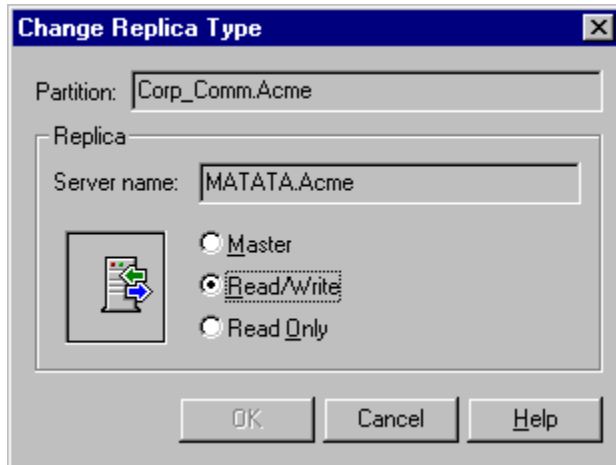 Change Replica Type
Partition: Corp_Comm.Acme
Replica
Server name: MATATA.Acme
Master
Read/Write
Read Only
OK Cancel Help